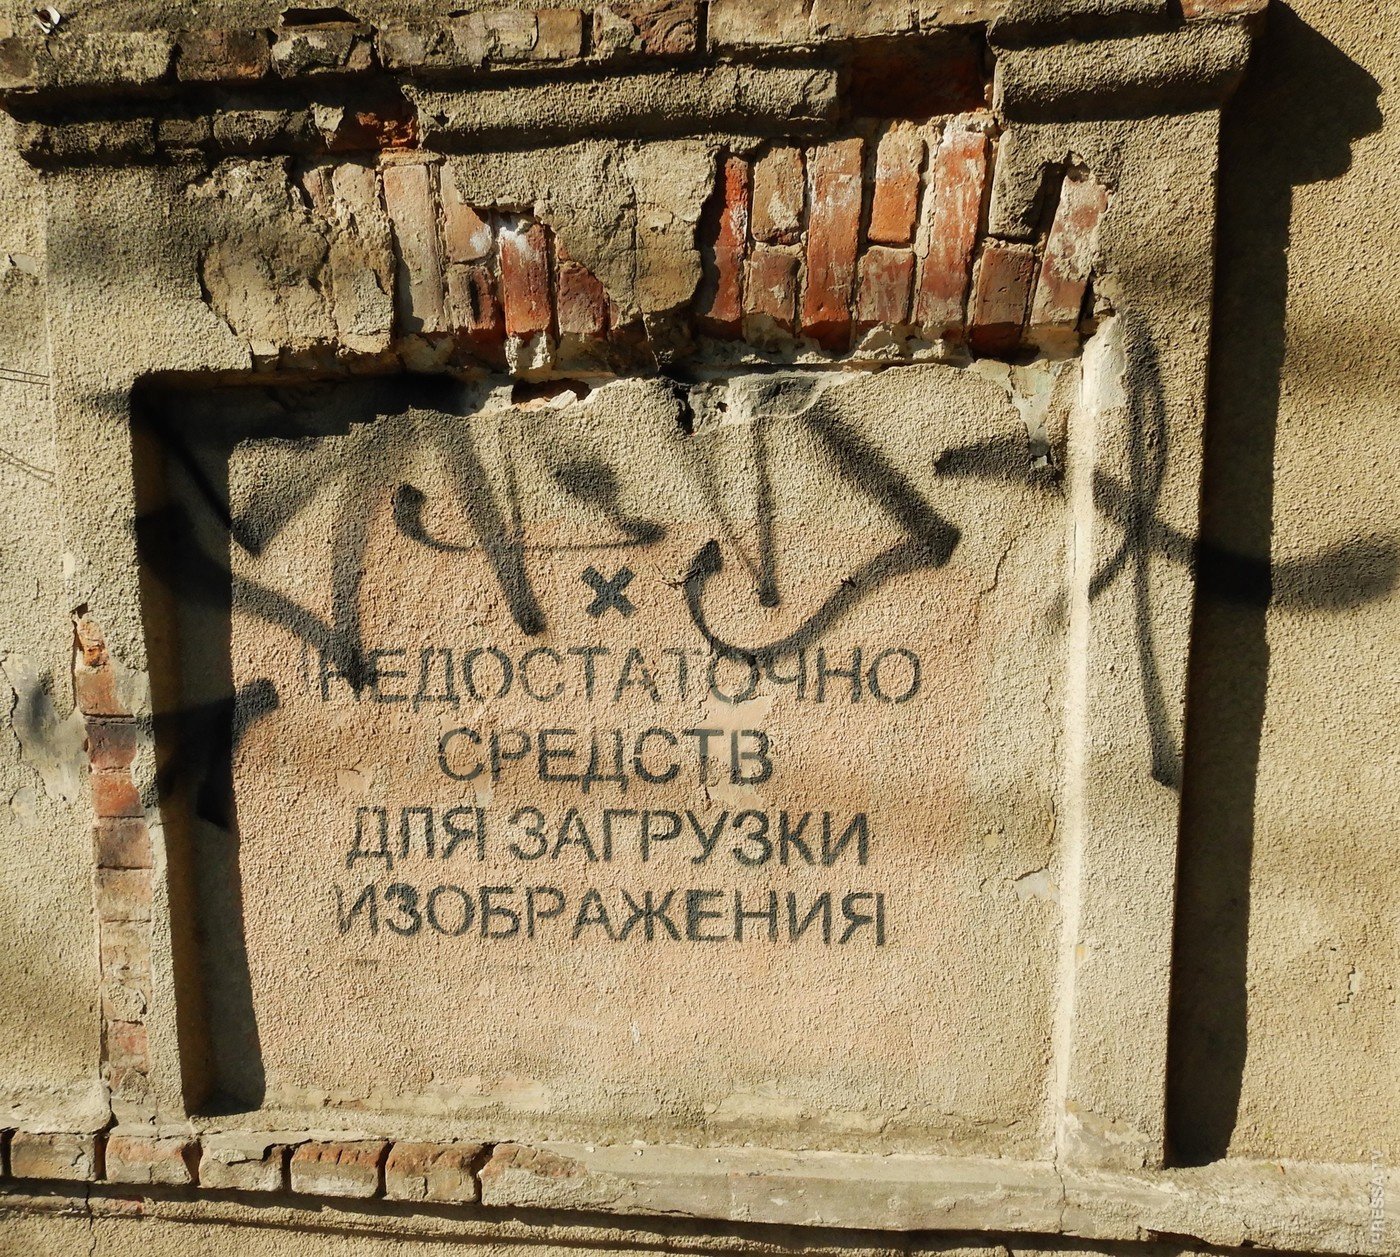 ×
НЕДОСТАТОЧНО
СРЕДСТВ
ДЛЯ ЗАГРУЗКИ
ИЗОБРАЖЕНИЯ